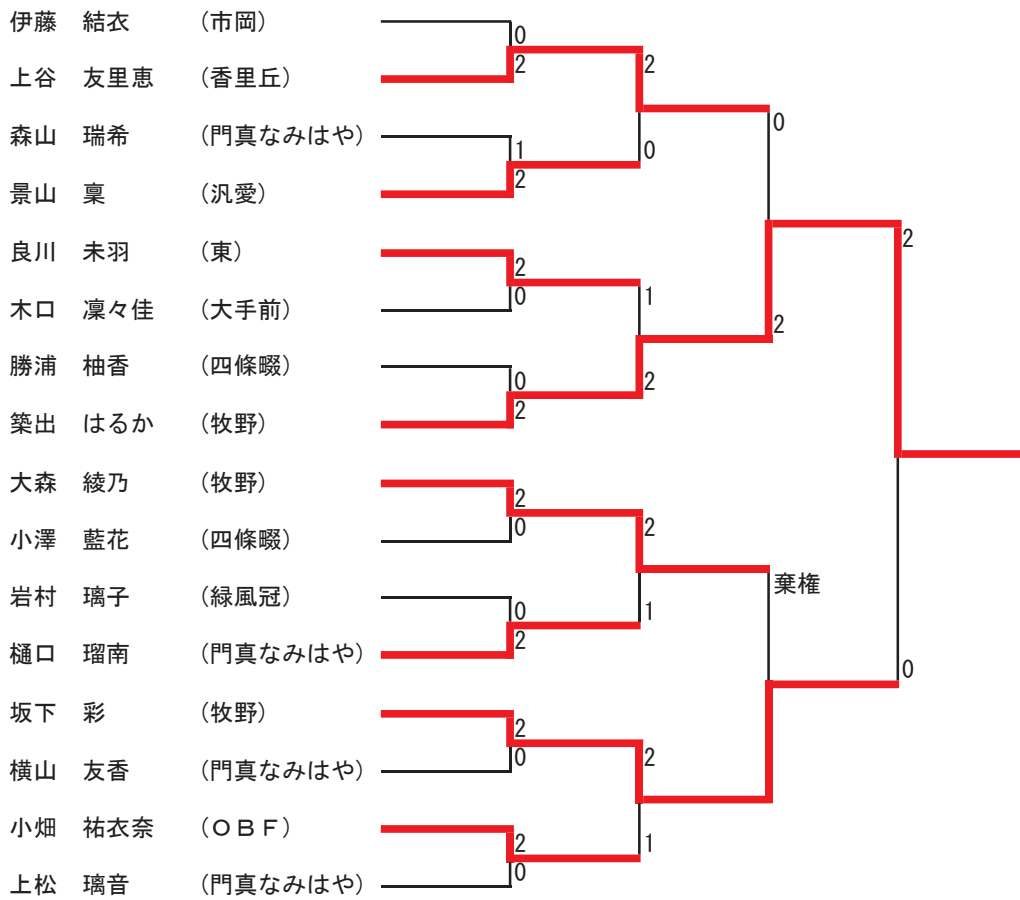 伊藤 結衣 (市岡)
0
2
上谷 友里恵 (香里丘)
2
0
森山 瑞希 (門真なみはや)
1
0
2
景山 稟 (汎愛)
良川 未羽 (東)
2
2
0
1
木口 凜々佳 (大手前)
2
勝浦 柚香 (四條畷)
0
2
2
築出 はるか (牧野)
大森 綾乃 (牧野)
2
2
0
小澤 藍花 (四條畷)
棄権
岩村 璃子 (緑風冠)
0
1
2
樋口 瑠南 (門真なみはや)
0
坂下 彩 (牧野)
2
2
0
横山 友香 (門真なみはや)
小畑 祐衣奈 (ＯＢＦ)
2
1
0
上松 璃音 (門真なみはや)